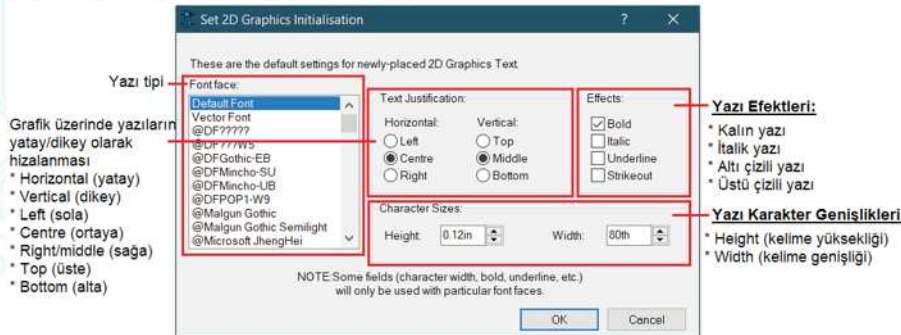 Set 2D Graphics Initialisation
These are the default settings for newly-placed 2D Graphics Text.
Yazı tipi
Font face:
Default Font
Vector Font
@DF?????
@DF???W5
@DFGothic-EB
@DFMincho-SU
@DFMincho-UB
@DFPOP1-W9
@Malgun Gothic
@Malgun Gothic Semilight
@Microsoft JhengHei
Grafik üzerinde yazıların
yatay/dikey olarak
hizalanması
* Horizontal (yatay)
* Vertical (dikey)
* Left (sola)
* Centre (ortaya)
* Right/middle (sağa)
* Top (üste)
* Bottom (alta)
Text Justification:
Horizontal: Vertical:
Left Top
Centre Middle
Right Bottom
Effects:
Bold
Italic
Underline
Strikeout
Yazı Efektleri:
* Kalın yazı
* İtalik yazı
* Altı çizili yazı
* Üstü çizili yazı
Character Sizes:
Height: 0.12in Width: 80th
Yazı Karakter Genişlikleri
* Height (kelime yüksekliği)
* Width (kelime genişliği)
NOTE:Some fields (character width, bold, underline, etc.)
will only be used with particular font faces.
OK Cancel